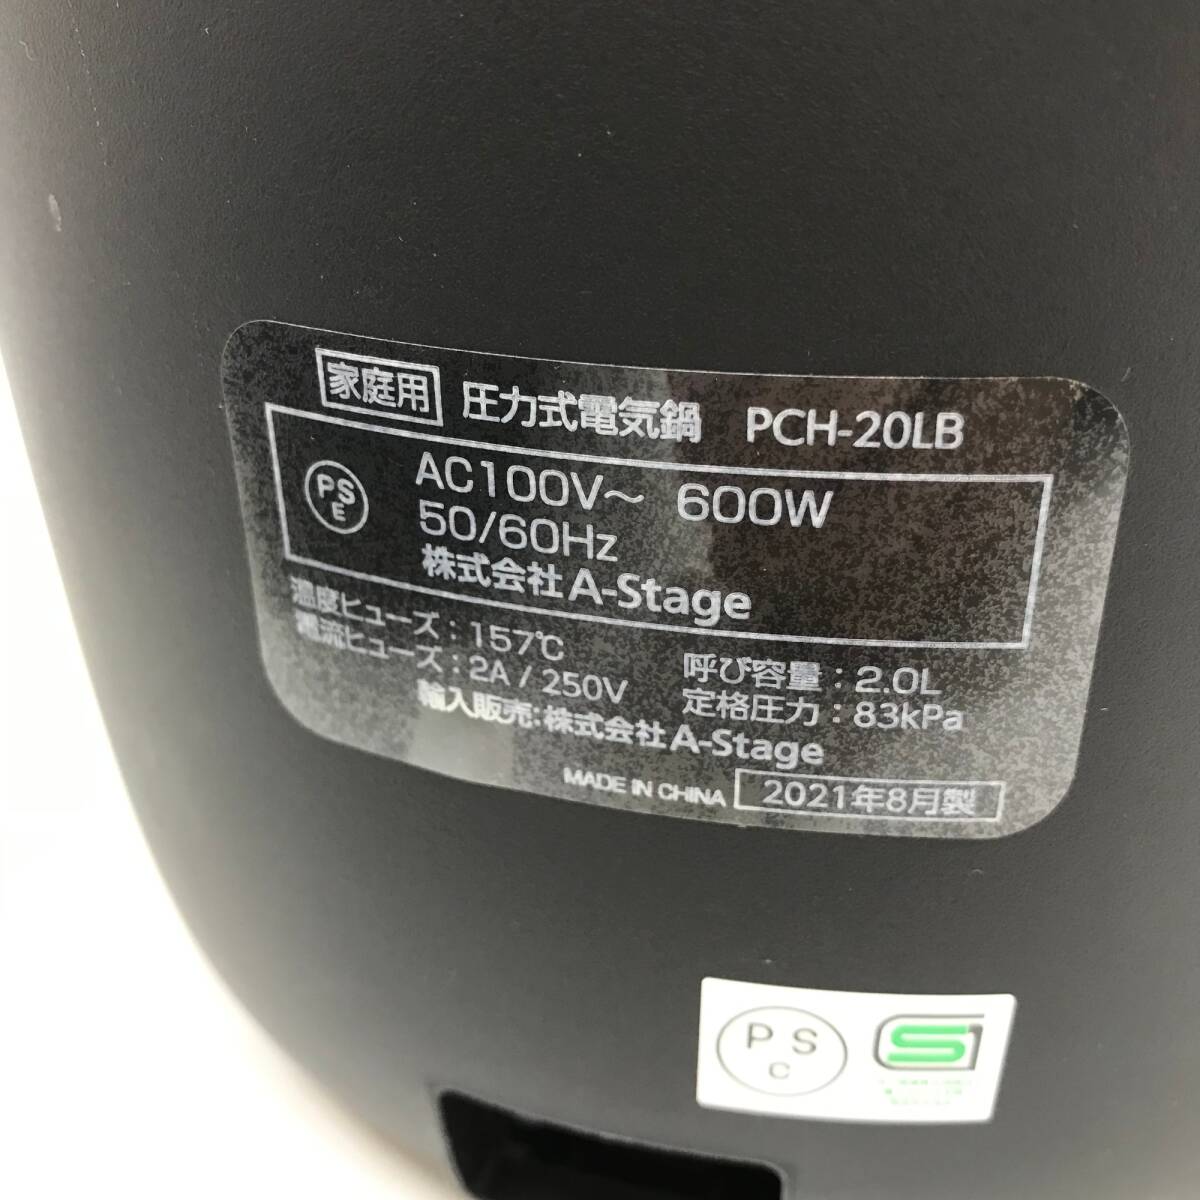 家庭用 圧力式電気鍋 PCH-20LB
PS
E
AC100V～ 600W
50/60Hz
株式会社 A-Stage
温度ヒューズ：157℃
電流ヒューズ：2A / 250V
呼び容量：2.0L
定格圧力：83kPa
輸入販売：株式会社 A-Stage
MADE IN CHINA 2021年8月製
PS
C
S